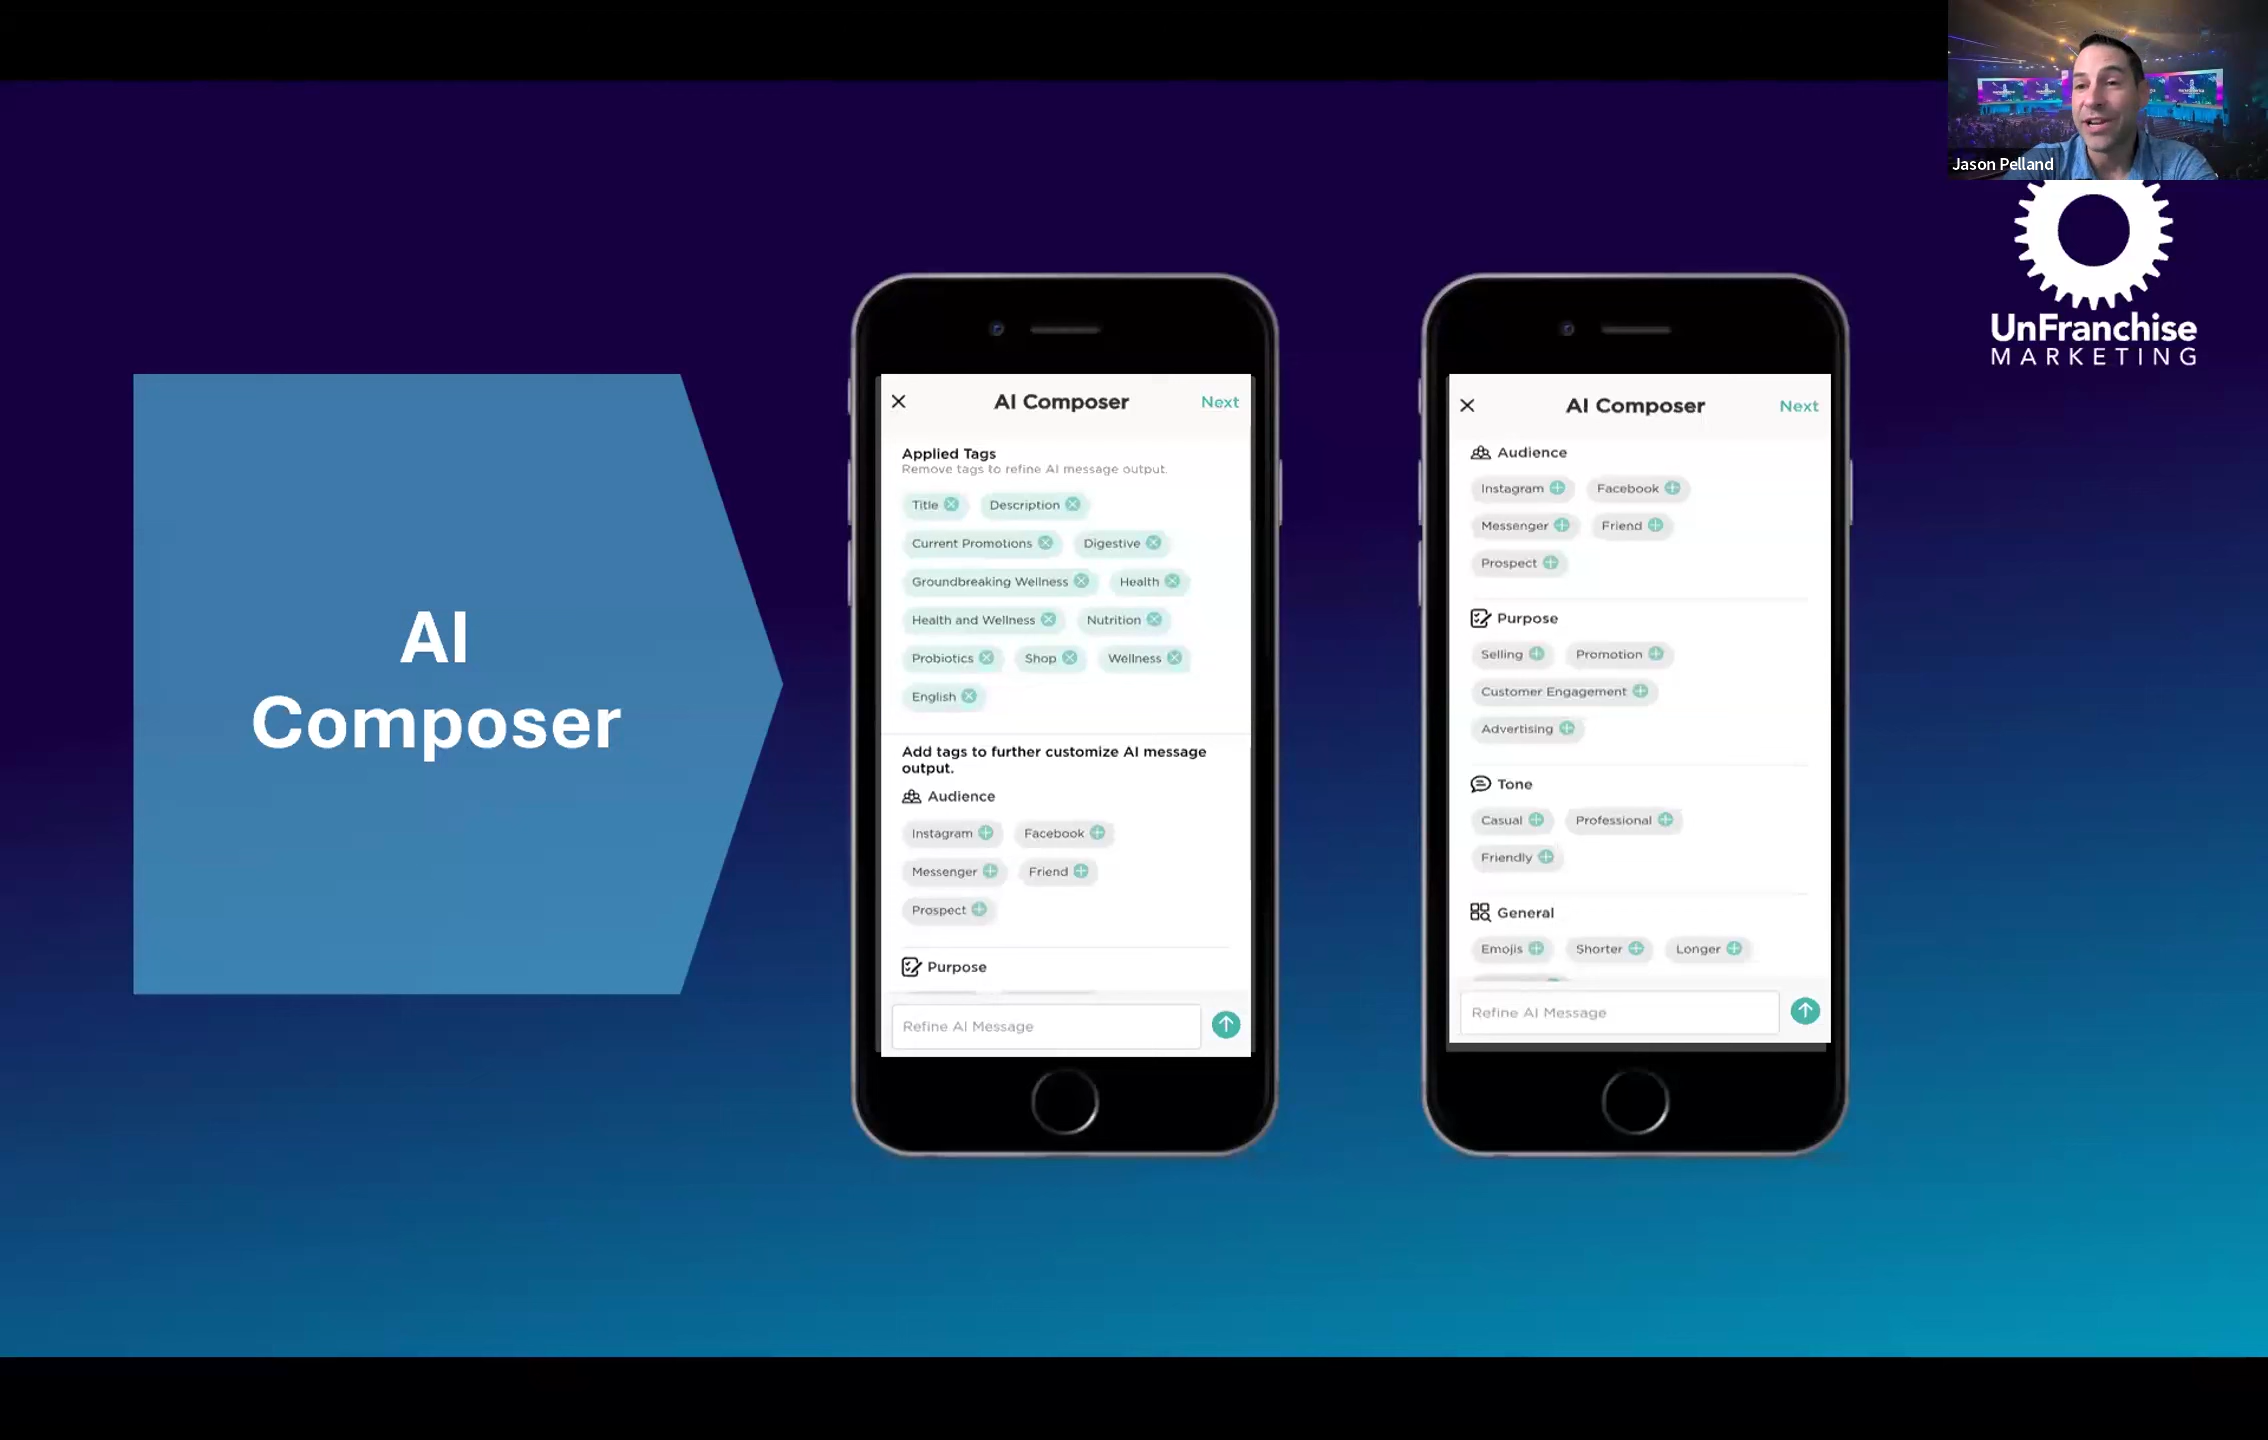 Jason Pelland
UnFranchise
MARKETING
AI
Composer
AI Composer
Next
Applied Tags
Remove tags to refine AI message output.
Title
Description
Current Promotions
Digestive
Groundbreaking Wellness
Health
Health and Wellness
Nutrition
Probiotics
Shop
Wellness
English
Add tags to further customize AI message
output.
Audience
Instagram
Facebook
Messenger
Friend
Prospect
Purpose
Refine AI Message
AI Composer
Next
Audience
Instagram
Facebook
Messenger
Friend
Prospect
Purpose
Selling
Promotion
Customer Engagement
Advertising
Tone
Casual
Professional
Friendly
General
Emojis
Shorter
Longer
Refine AI Message